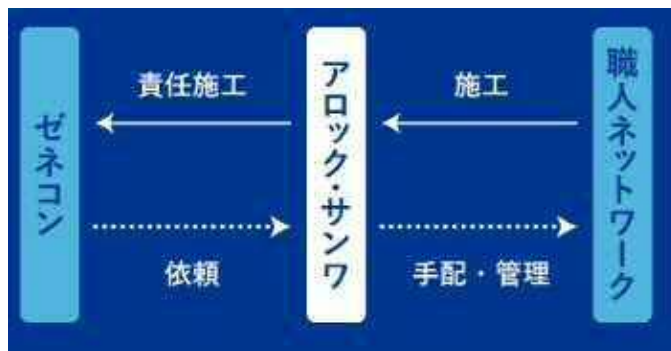 ゼネコン
責任施工
依頼
アロック・サンワ
施工
手配・管理
職人ネットワーク